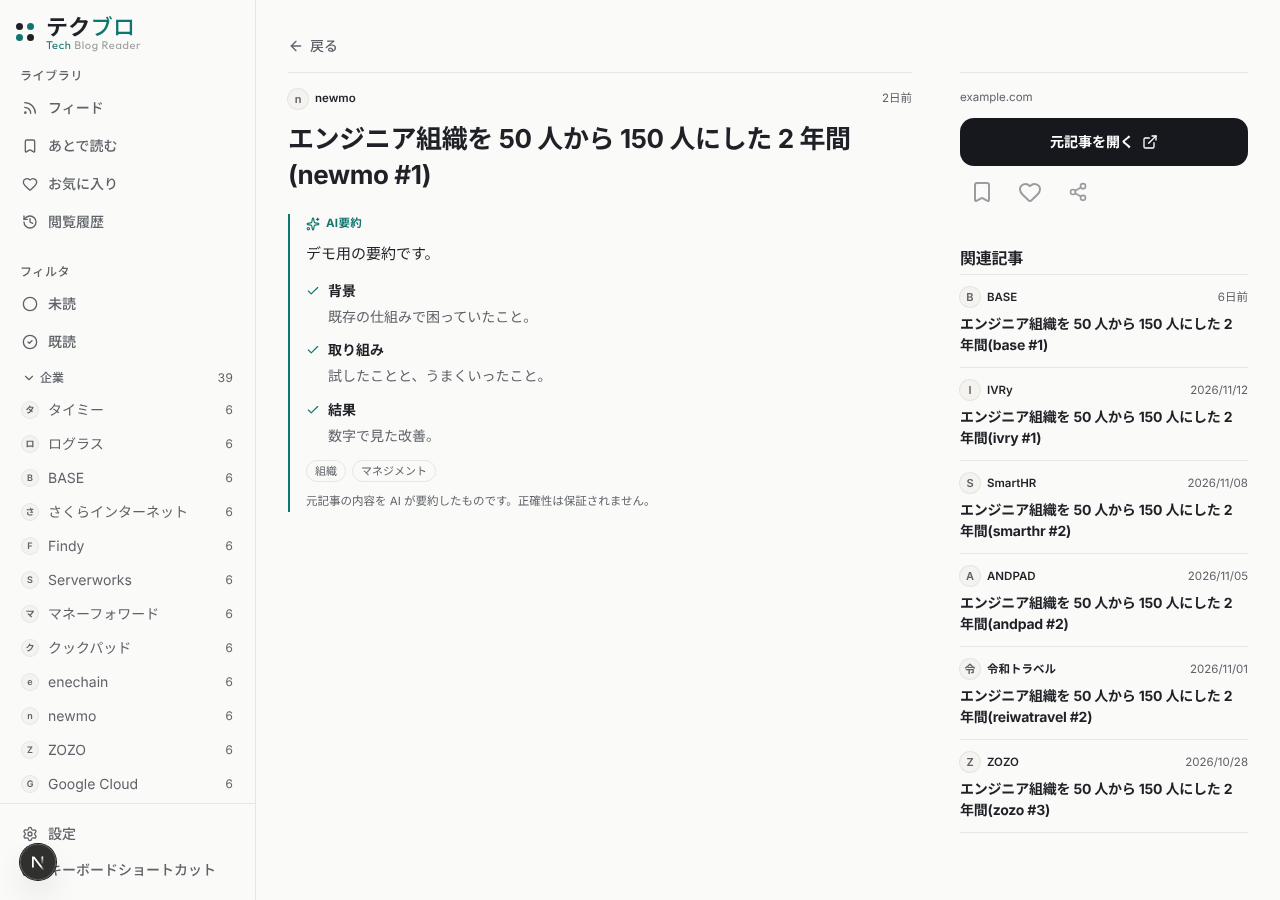 テクブロ
Tech Blog Reader
ライブラリ
フィード
あとで読む
お気に入り
閲覧履歴
フィルタ
未読
既読
企業 39
タ タイミー 6
ロ ログラス 6
B BASE 6
さ さくらインターネット 6
F Findy 6
S Serverworks 6
マ マネーフォワード 6
ク クックパッド 6
e enechain 6
n newmo 6
Z ZOZO 6
G Google Cloud 6
設定
N キーボードショートカット
戻る
n newmo 2日前
エンジニア組織を 50 人から 150 人にした 2 年間
(newmo #1)
AI要約
デモ用の要約です。
背景
既存の仕組みで困っていたこと。
取り組み
試したことと、うまくいったこと。
結果
数字で見た改善。
組織 マネジメント
元記事の内容を AI が要約したものです。正確性は保証されません。
example.com
元記事を開く
関連記事
B BASE 6日前
エンジニア組織を 50 人から 150 人にした 2
年間(base #1)
I IVRy 2026/11/12
エンジニア組織を 50 人から 150 人にした 2
年間(ivry #1)
S SmartHR 2026/11/08
エンジニア組織を 50 人から 150 人にした 2
年間(smarthr #2)
A ANDPAD 2026/11/05
エンジニア組織を 50 人から 150 人にした 2
年間(andpad #2)
令 令和トラベル 2026/11/01
エンジニア組織を 50 人から 150 人にした 2
年間(reiwatravel #2)
Z ZOZO 2026/10/28
エンジニア組織を 50 人から 150 人にした 2
年間(zozo #3)